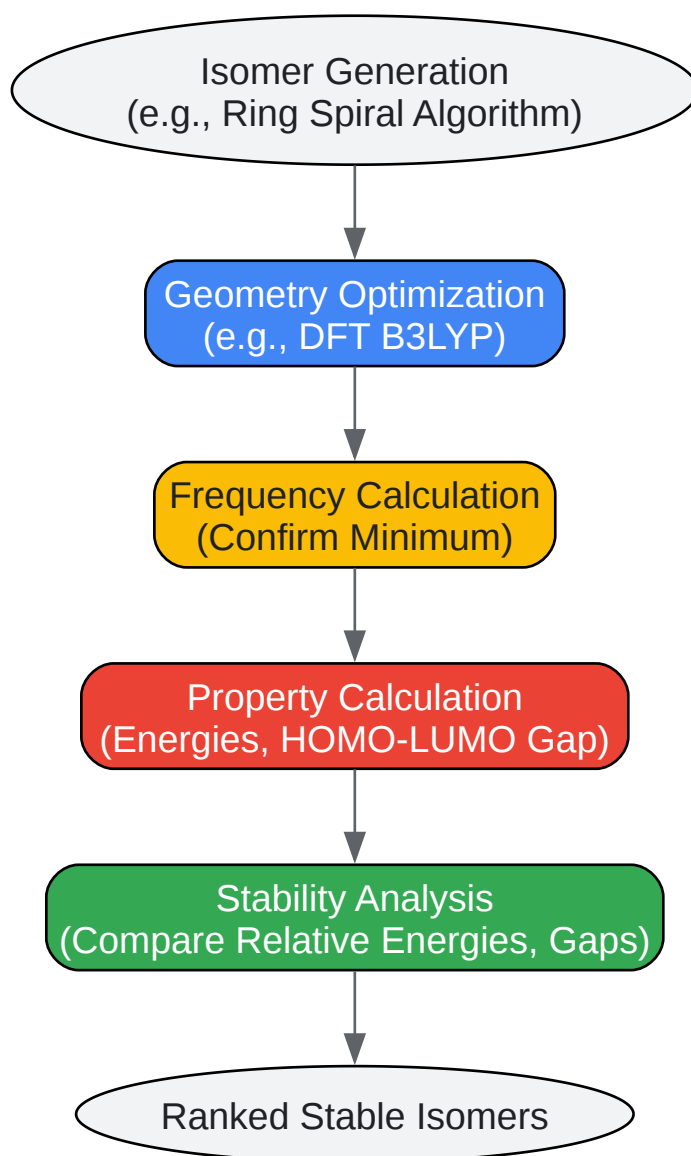 Isomer Generation
(e.g., Ring Spiral Algorithm)
Geometry Optimization
(e.g., DFT B3LYP)
Frequency Calculation
(Confirm Minimum)
Property Calculation
(Energies, HOMO-LUMO Gap)
Stability Analysis
(Compare Relative Energies, Gaps)
Ranked Stable Isomers